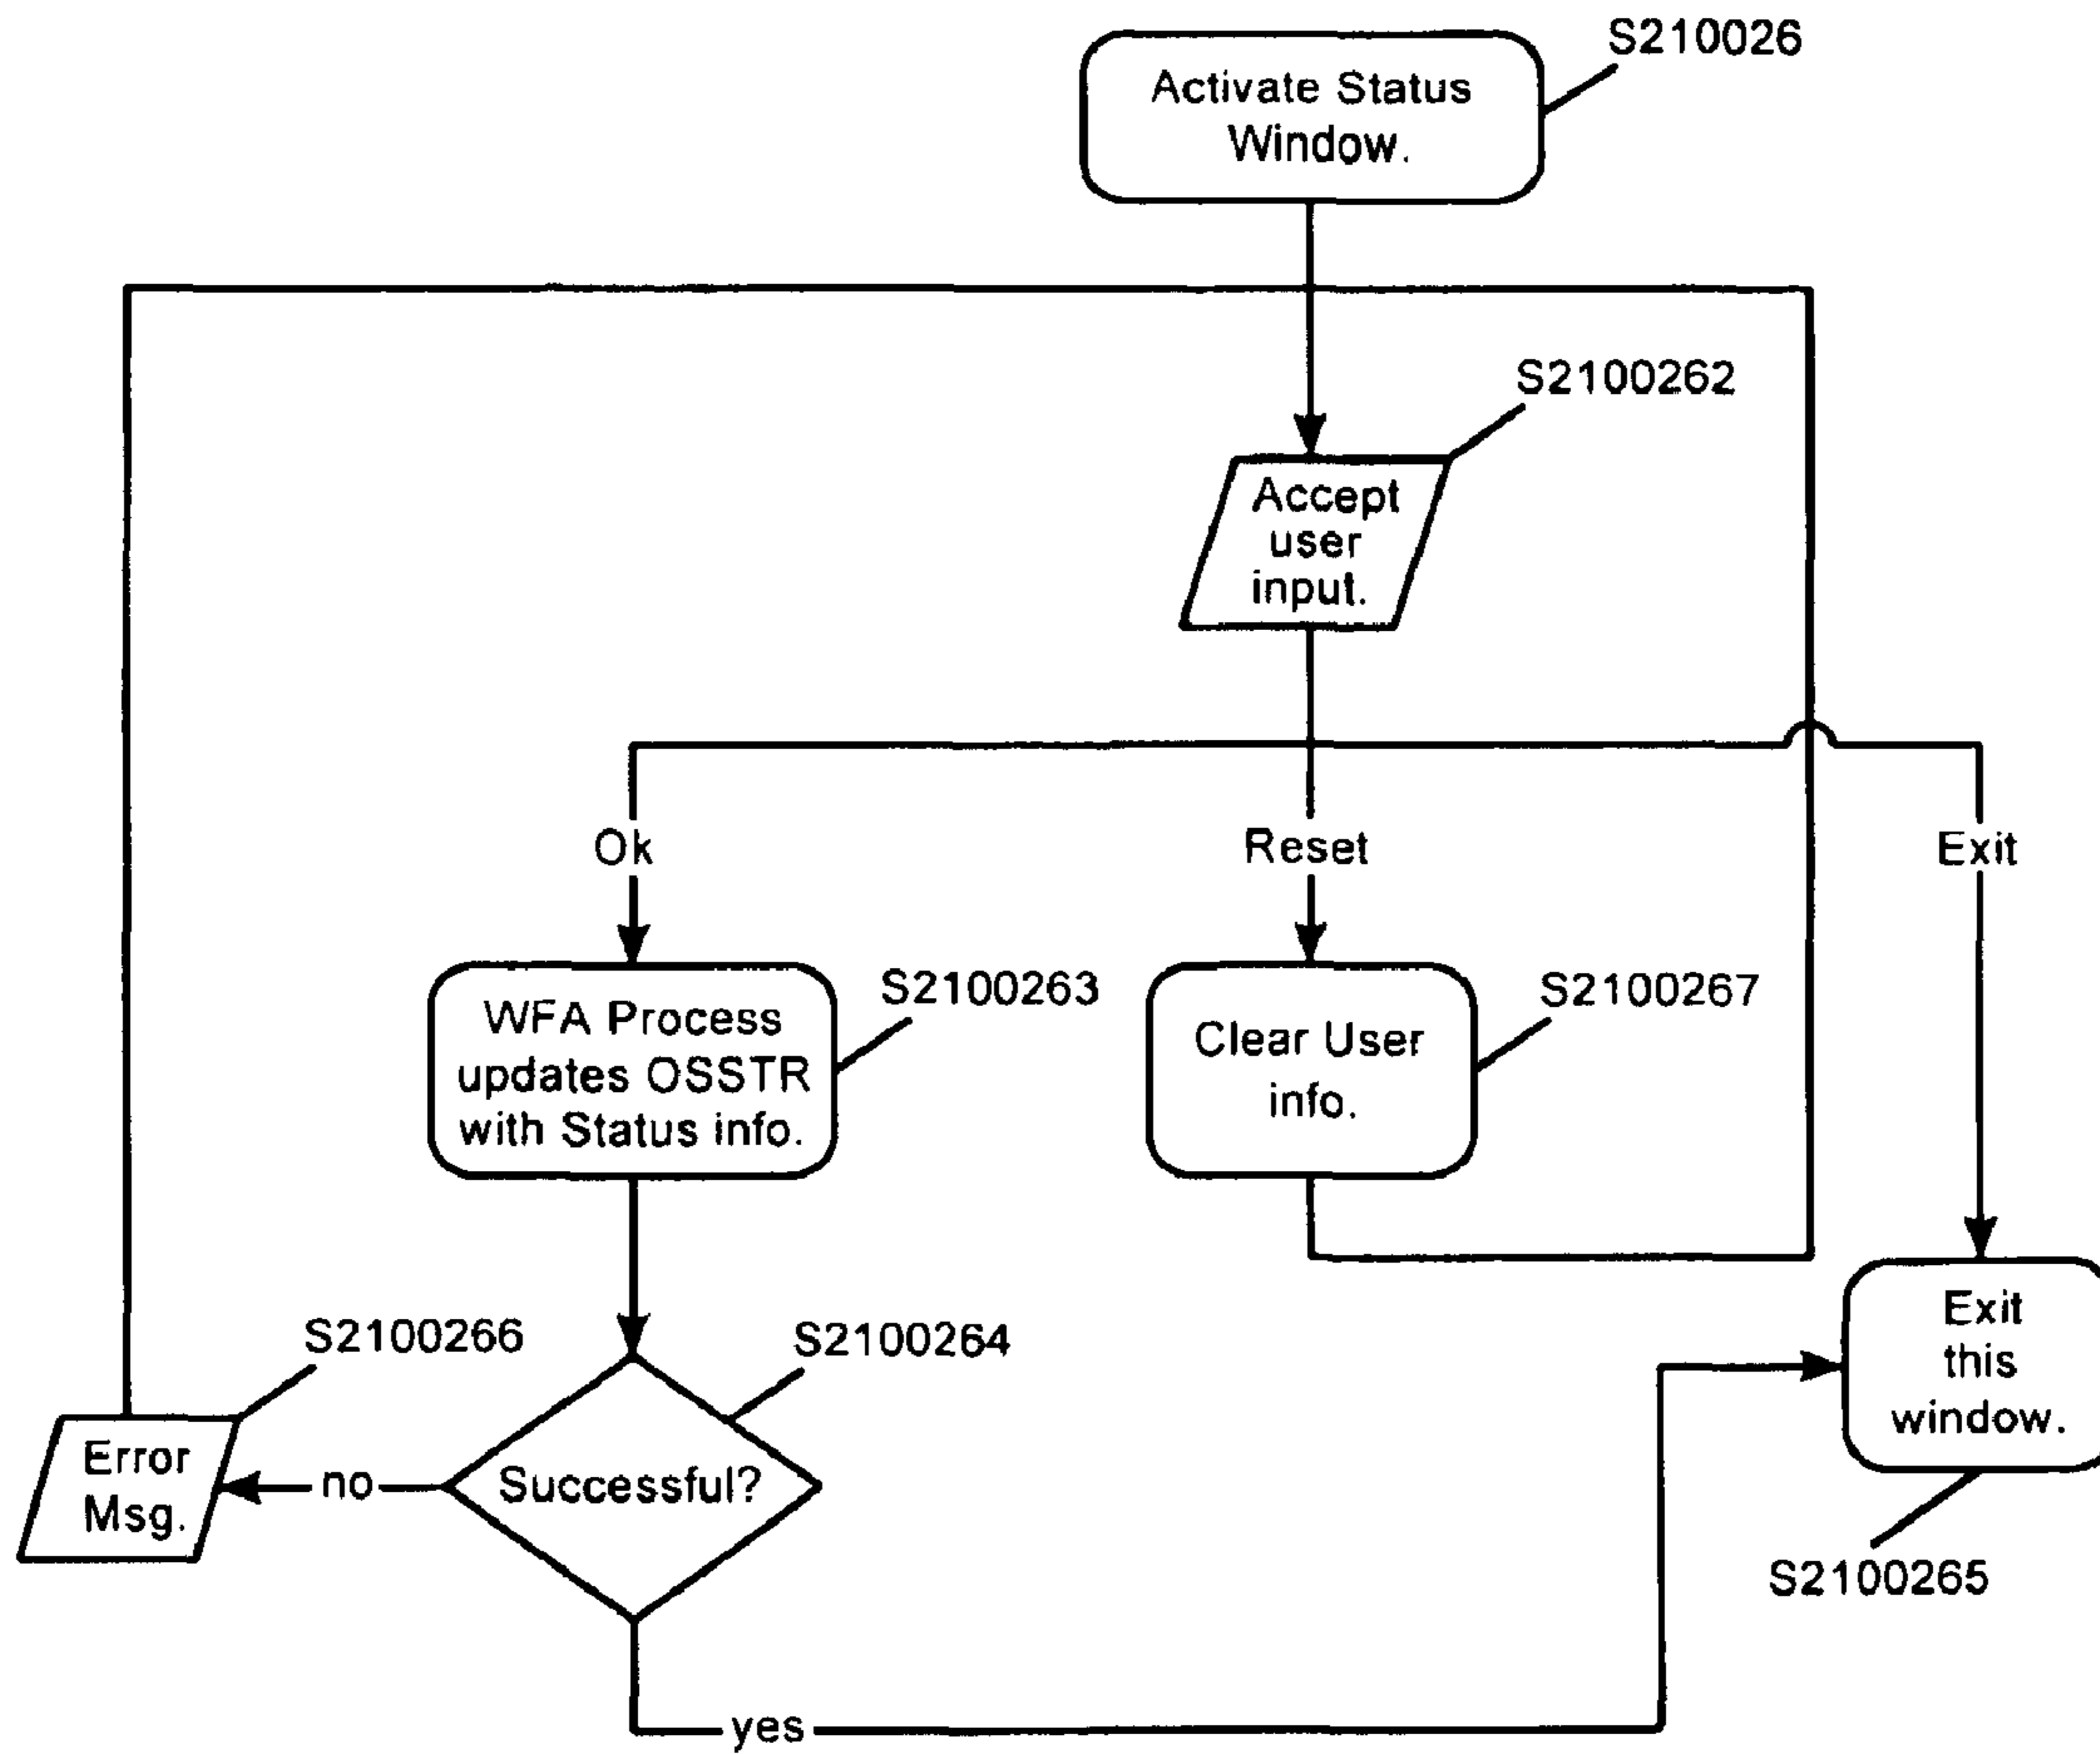 S210026
Activate Status
Window.
S2100262
Accept
user
input.
Ok
Reset
Exit
S2100263
WFA Process
updates OSSTR
with Status info.
S2100267
Clear User
info.
S2100266
Error
Msg.
no
S2100264
Successful?
Exit
this
window.
S2100265
yes